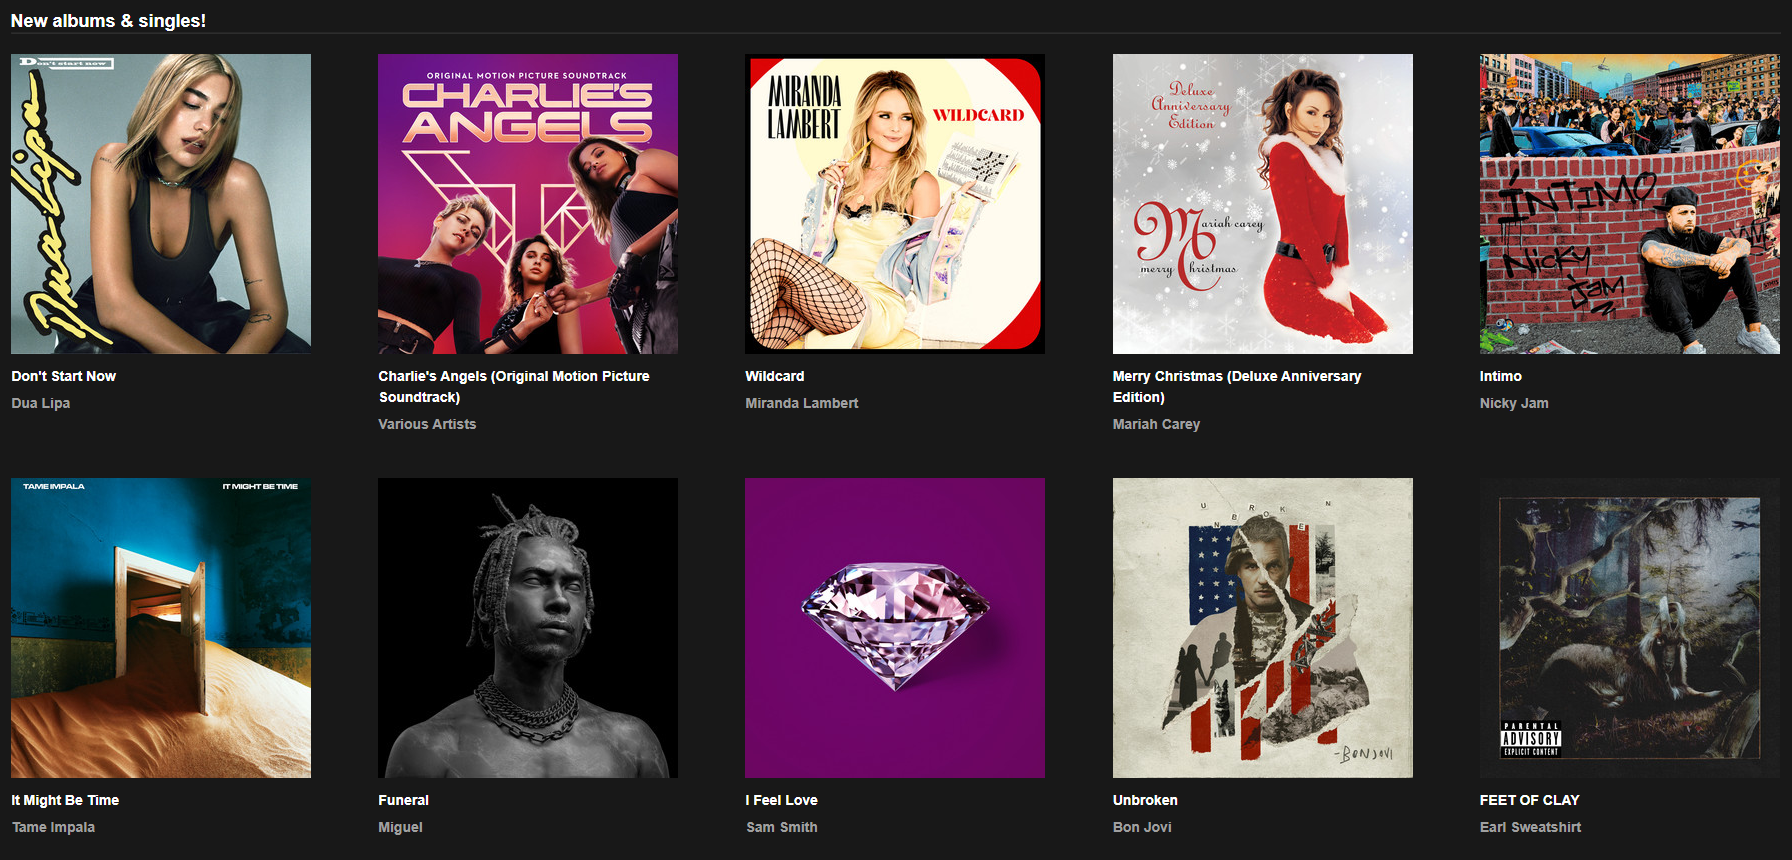 New albums & singles!
Don't start now
Dua Lipa
Don't Start Now
Dua Lipa
ORIGINAL MOTION PICTURE SOUNDTRACK
CHARLIE'S
ANGELS
Charlie's Angels (Original Motion Picture
Soundtrack)
Various Artists
MIRANDA
LAMBERT
WILDCARD
Wildcard
Miranda Lambert
Deluxe
Anniversary
Edition
Mariah carey
merry Christmas
Merry Christmas (Deluxe Anniversary
Edition)
Mariah Carey
ÍNTIMO
NICKY
JAM
Intimo
Nicky Jam
TAME IMPALA
IT MIGHT BE TIME
It Might Be Time
Tame Impala
Funeral
Miguel
I Feel Love
Sam Smith
UNBROKEN
-BON JOVI
Unbroken
Bon Jovi
PARENTAL
ADVISORY
EXPLICIT CONTENT
FEET OF CLAY
Earl Sweatshirt